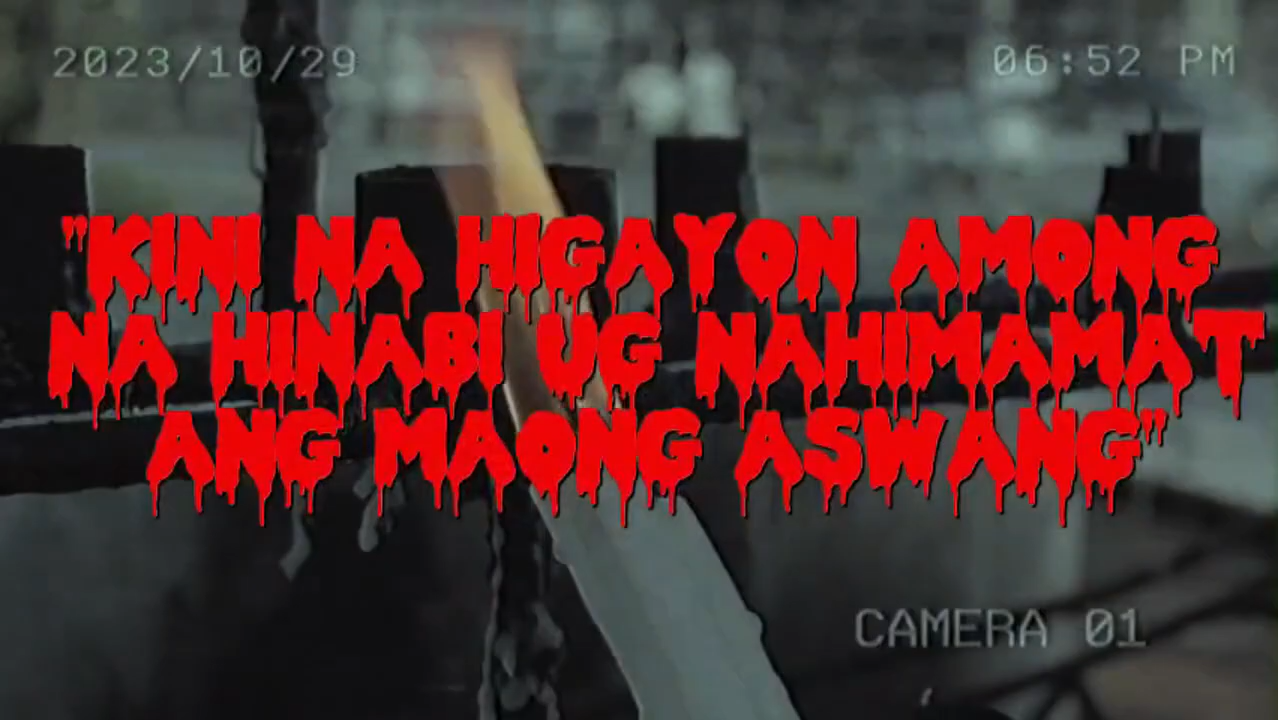 2023/10/29
06:52 PM
"KINI NA HIGAYON AMONG
NA HINABI UG NAHIMAMAT
ANG MAONG ASWANG"
CAMERA 01